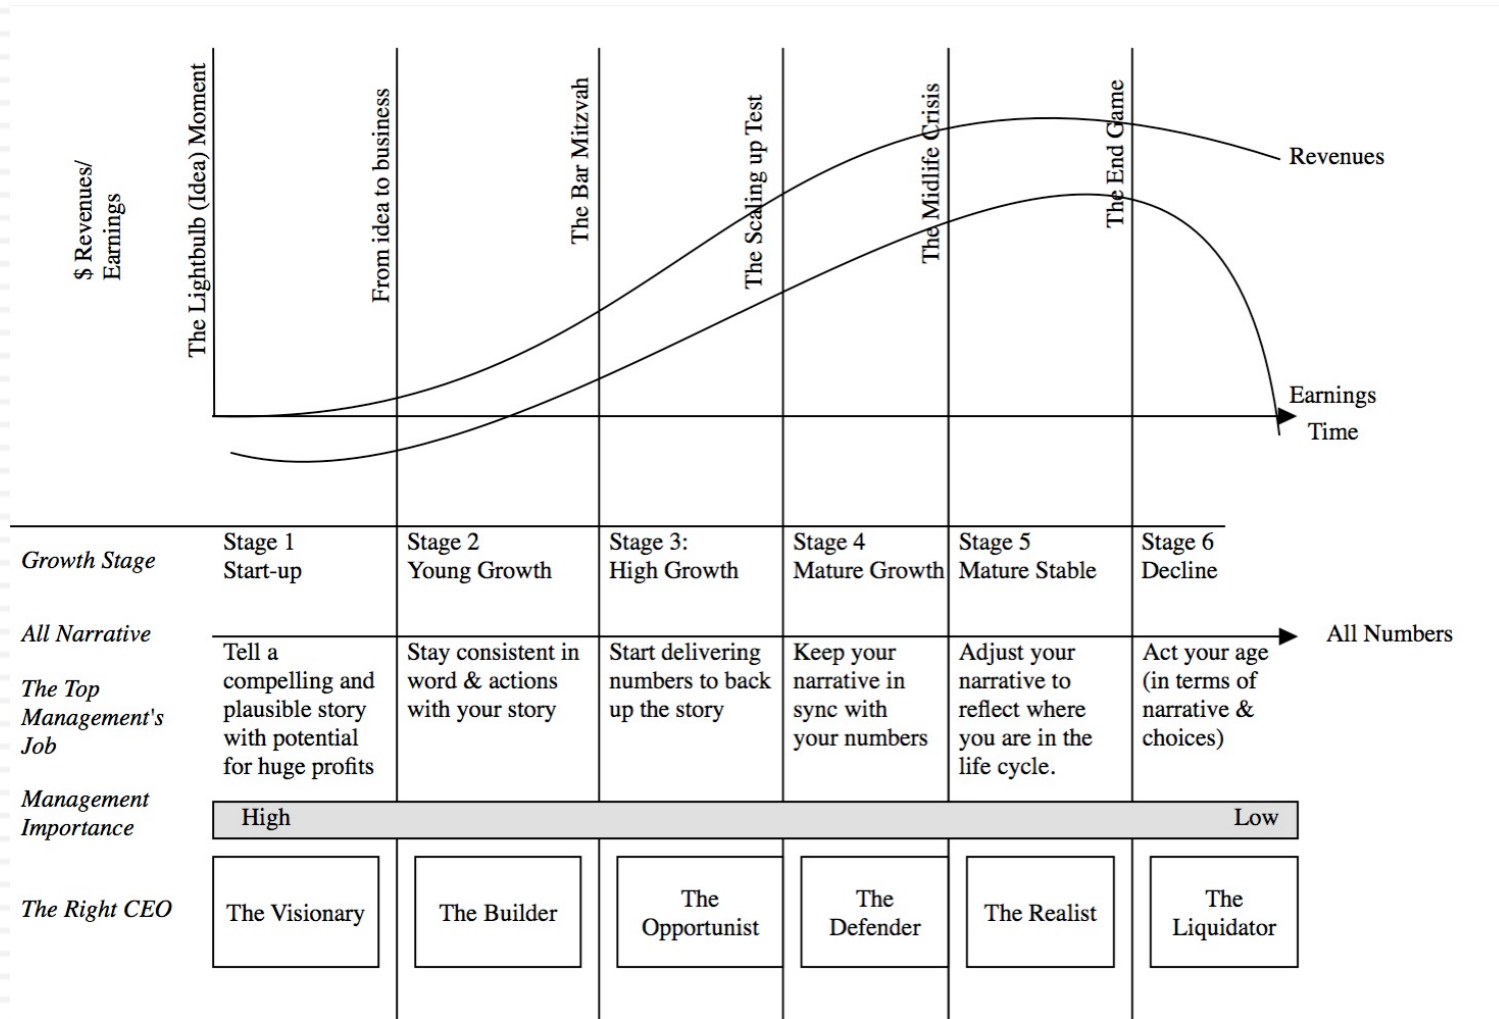 $ Revenues/
Earnings
The Lightbulb (Idea) Moment
From idea to business
The Bar Mitzvah
The Scaling up Test
The Midlife Crisis
The End Game
Revenues
Earnings
Time
Growth Stage
Stage 1
Start-up
Stage 2
Young Growth
Stage 3:
High Growth
Stage 4
Mature Growth
Stage 5
Mature Stable
Stage 6
Decline
All Narrative
All Numbers
The Top
Management's
Job
Tell a
compelling and
plausible story
with potential
for huge profits
Stay consistent in
word & actions
with your story
Start delivering
numbers to back
up the story
Keep your
narrative in
sync with
your numbers
Adjust your
narrative to
reflect where
you are in the
life cycle.
Act your age
(in terms of
narrative &
choices)
Management
Importance
High
Low
The Right CEO
The Visionary
The Builder
The
Opportunist
The
Defender
The Realist
The
Liquidator